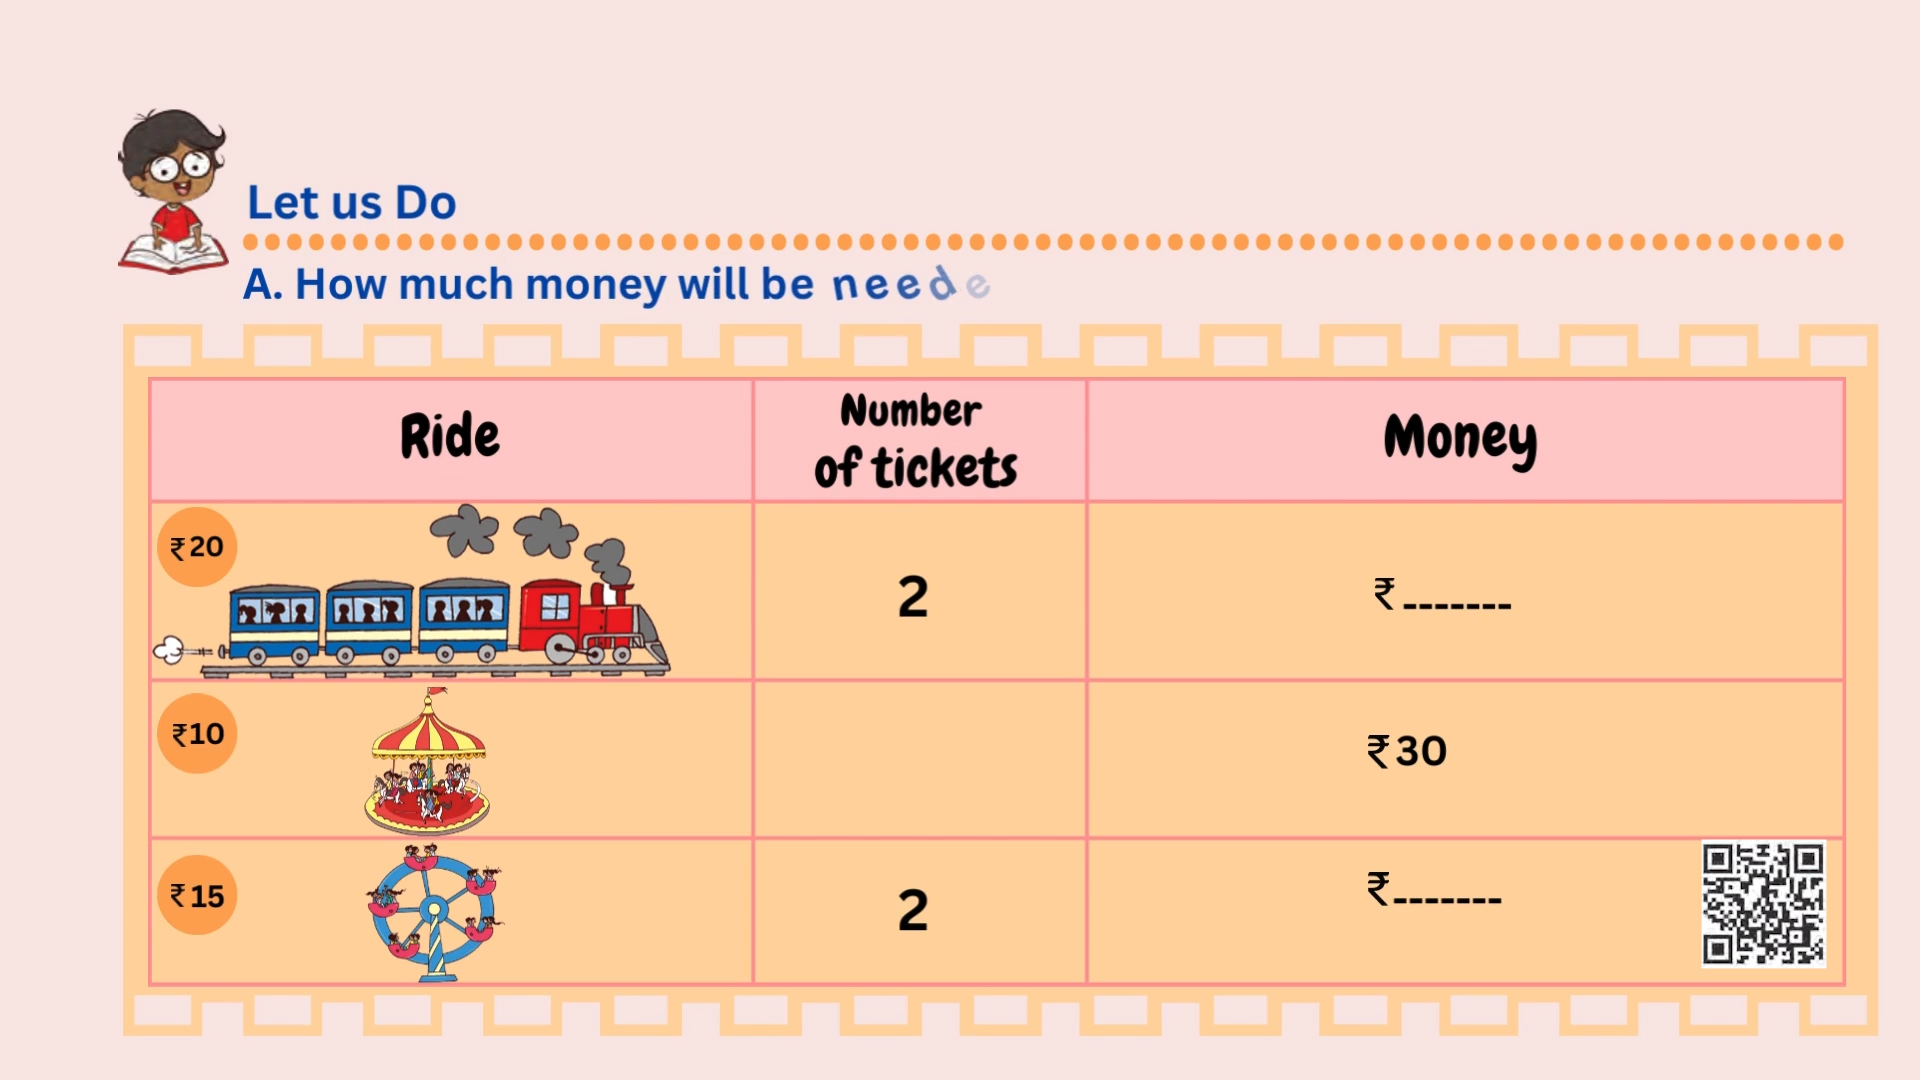 Let us Do
A. How much money will be neede
Ride
Number
of tickets
Money
₹20
2
₹-------
₹10
₹30
₹15
2
₹-------